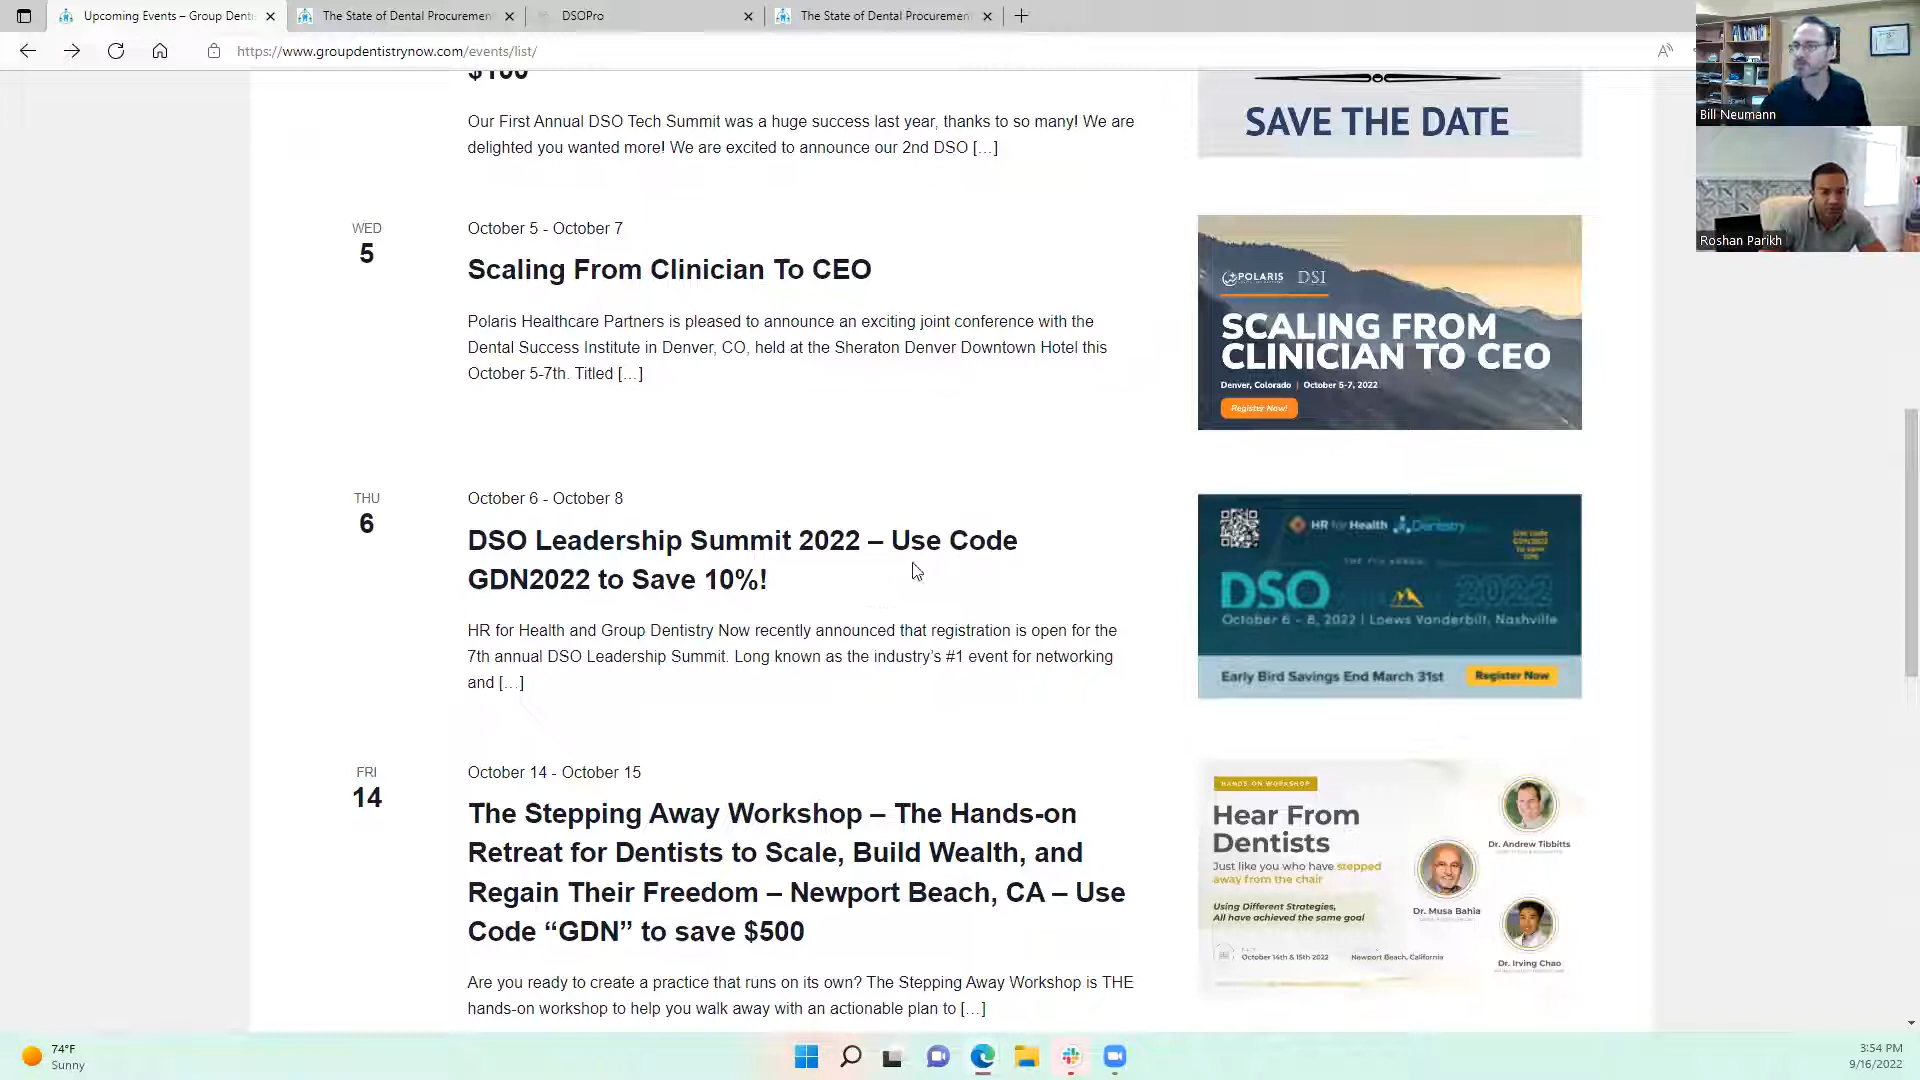 Upcoming Events – Group Denti
The State of Dental Procuremen
DSOPro
The State of Dental Procuremen
https://www.groupdentistrynow.com/events/list/
$100
Our First Annual DSO Tech Summit was a huge success last year, thanks to so many! We are
delighted you wanted more! We are excited to announce our 2nd DSO […]
SAVE THE DATE
Bill Neumann
Roshan Parikh
WED
5
October 5 - October 7
Scaling From Clinician To CEO
Polaris Healthcare Partners is pleased to announce an exciting joint conference with the
Dental Success Institute in Denver, CO, held at the Sheraton Denver Downtown Hotel this
October 5-7th. Titled […]
POLARIS DSI
SCALING FROM
CLINICIAN TO CEO
Denver, Colorado | October 5-7, 2022
Register Now!
THU
6
October 6 - October 8
DSO Leadership Summit 2022 – Use Code
GDN2022 to Save 10%!
HR for Health and Group Dentistry Now recently announced that registration is open for the
7th annual DSO Leadership Summit. Long known as the industry’s #1 event for networking
and […]
HR for Health Dentistry
Use code
GDN2022
to save
10%
THE 7TH ANNUAL
DSO 2022
October 6 - 8, 2022 | Loews Vanderbilt, Nashville
Early Bird Savings End March 31st Register Now
FRI
14
October 14 - October 15
The Stepping Away Workshop – The Hands-on
Retreat for Dentists to Scale, Build Wealth, and
Regain Their Freedom – Newport Beach, CA – Use
Code “GDN” to save $500
Are you ready to create a practice that runs on its own? The Stepping Away Workshop is THE
hands-on workshop to help you walk away with an actionable plan to […]
HANDS-ON WORKSHOP
Hear From
Dentists
Just like you who have stepped
away from the chair
Using Different Strategies,
All have achieved the same goal
October 14th & 15th 2022
Newport Beach, California
Dr. Andrew Tibbitts
Dr. Musa Bahia
Dr. Irving Chao
74°F
Sunny
3:54 PM
9/16/2022